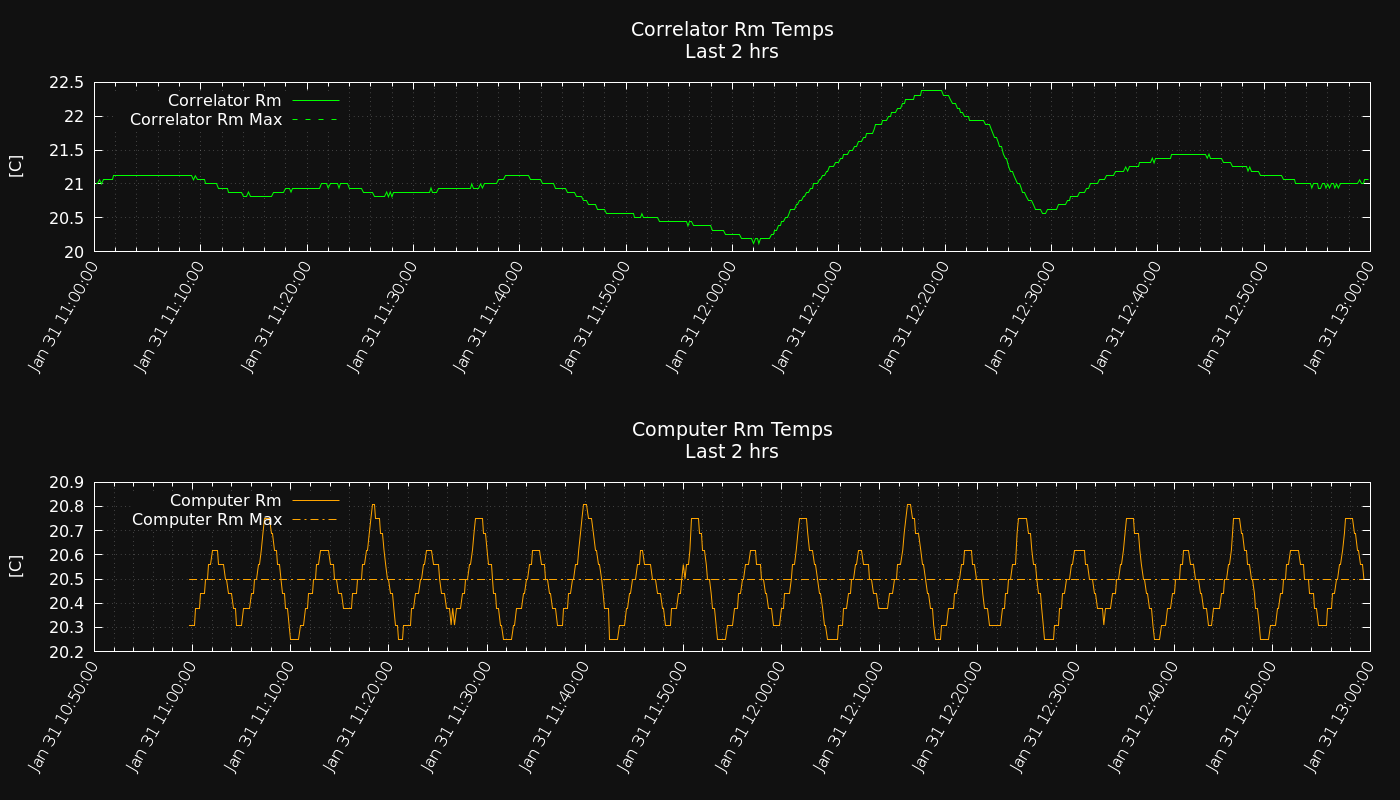 Correlator Rm Temps
Last 2 hrs
22.5
22
21.5
21
20.5
20
[C]
Correlator Rm
Correlator Rm Max
Jan 31 11:00:00
Jan 31 11:10:00
Jan 31 11:20:00
Jan 31 11:30:00
Jan 31 11:40:00
Jan 31 11:50:00
Jan 31 12:00:00
Jan 31 12:10:00
Jan 31 12:20:00
Jan 31 12:30:00
Jan 31 12:40:00
Jan 31 12:50:00
Jan 31 13:00:00
Computer Rm Temps
Last 2 hrs
20.9
20.8
20.7
20.6
20.5
20.4
20.3
20.2
[C]
Computer Rm
Computer Rm Max
Jan 31 10:50:00
Jan 31 11:00:00
Jan 31 11:10:00
Jan 31 11:20:00
Jan 31 11:30:00
Jan 31 11:40:00
Jan 31 11:50:00
Jan 31 12:00:00
Jan 31 12:10:00
Jan 31 12:20:00
Jan 31 12:30:00
Jan 31 12:40:00
Jan 31 12:50:00
Jan 31 13:00:00